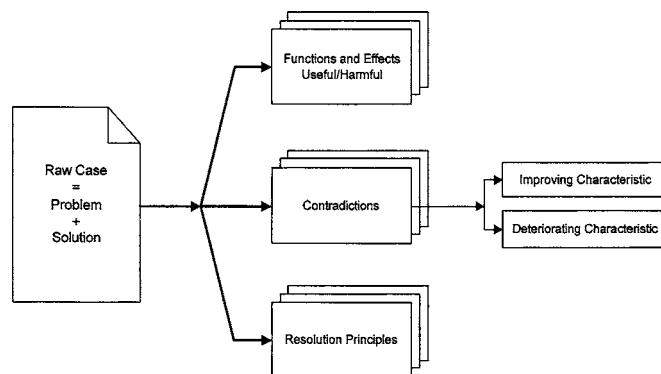 Functions and Effects
Useful/Harmful
Raw Case
=
Problem
+
Solution
Contradictions
Improving Characteristic
Deteriorating Characteristic
Resolution Principles